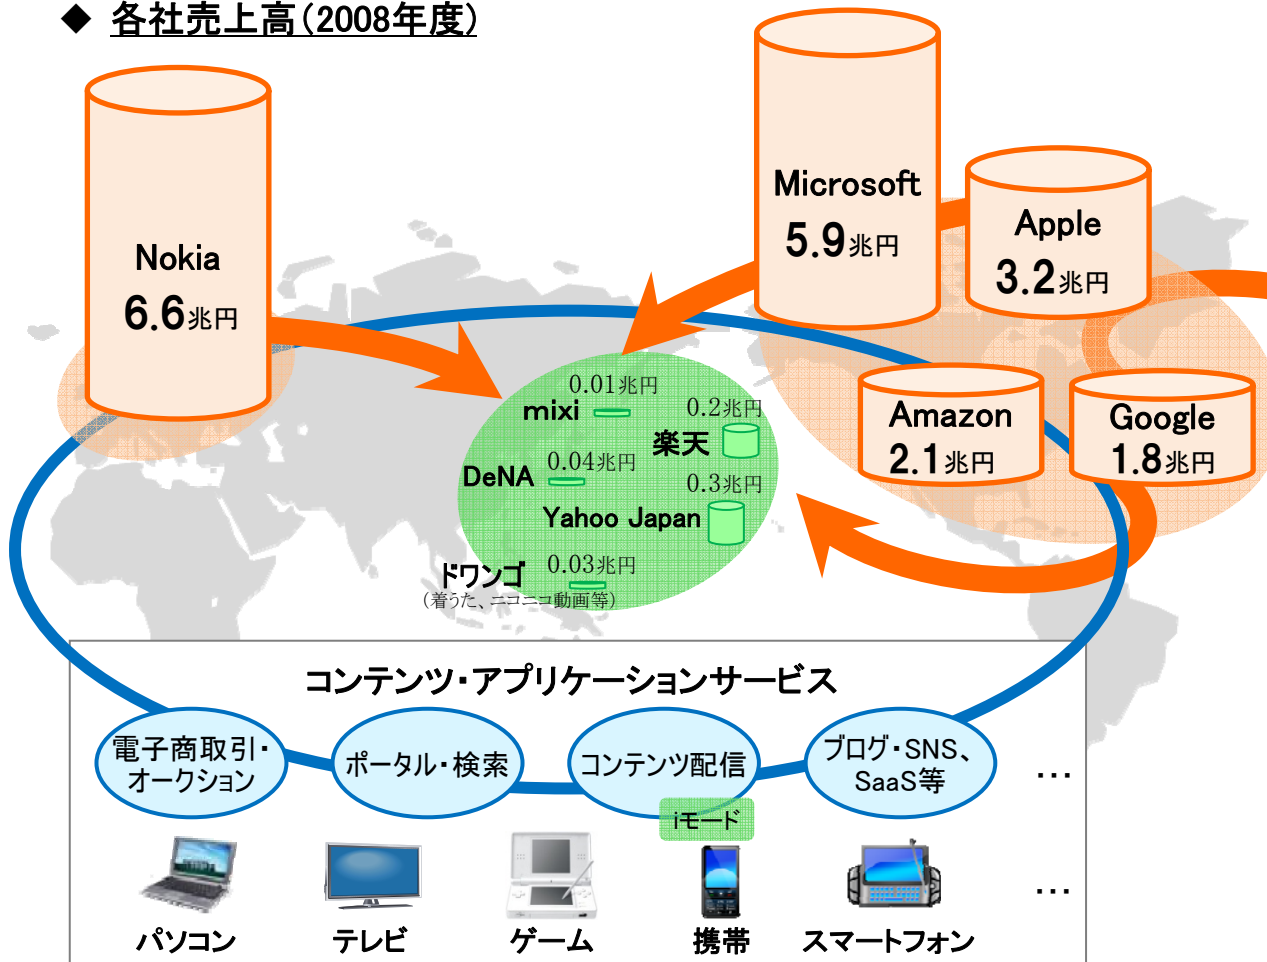 ◆ 各社売上高(2008年度)
Nokia
6.6兆円
Microsoft
5.9兆円
Apple
3.2兆円
Amazon
2.1兆円
Google
1.8兆円
0.01兆円
mixi
0.2兆円
楽天
0.04兆円
DeNA
0.3兆円
Yahoo Japan
0.03兆円
ドワンゴ
(着うた、ニコニコ動画等)
コンテンツ・アプリケーションサービス
電子商取引・
オークション
ポータル・検索
コンテンツ配信
ブログ・SNS、
SaaS等
…
iモード
…
パソコン
テレビ
ゲーム
携帯
スマートフォン